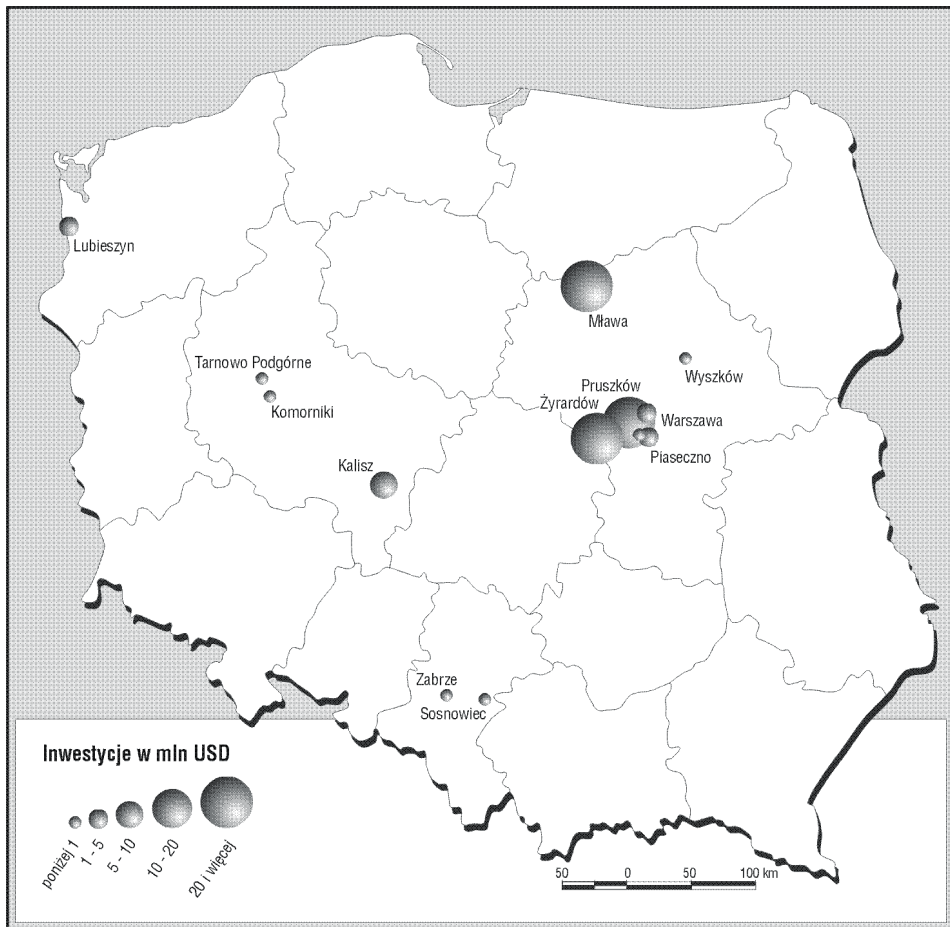 Lubieszyn
Mława
Tarnowo Podgórne
Komorniki
Wyszków
Pruszków
Żyrardów
Warszawa
Piaseczno
Kalisz
Zabrze
Sosnowiec
Inwestycje w mln USD
poniżej 1
1 - 5
5 - 10
10 - 20
20 i więcej
50 0 50 100 km